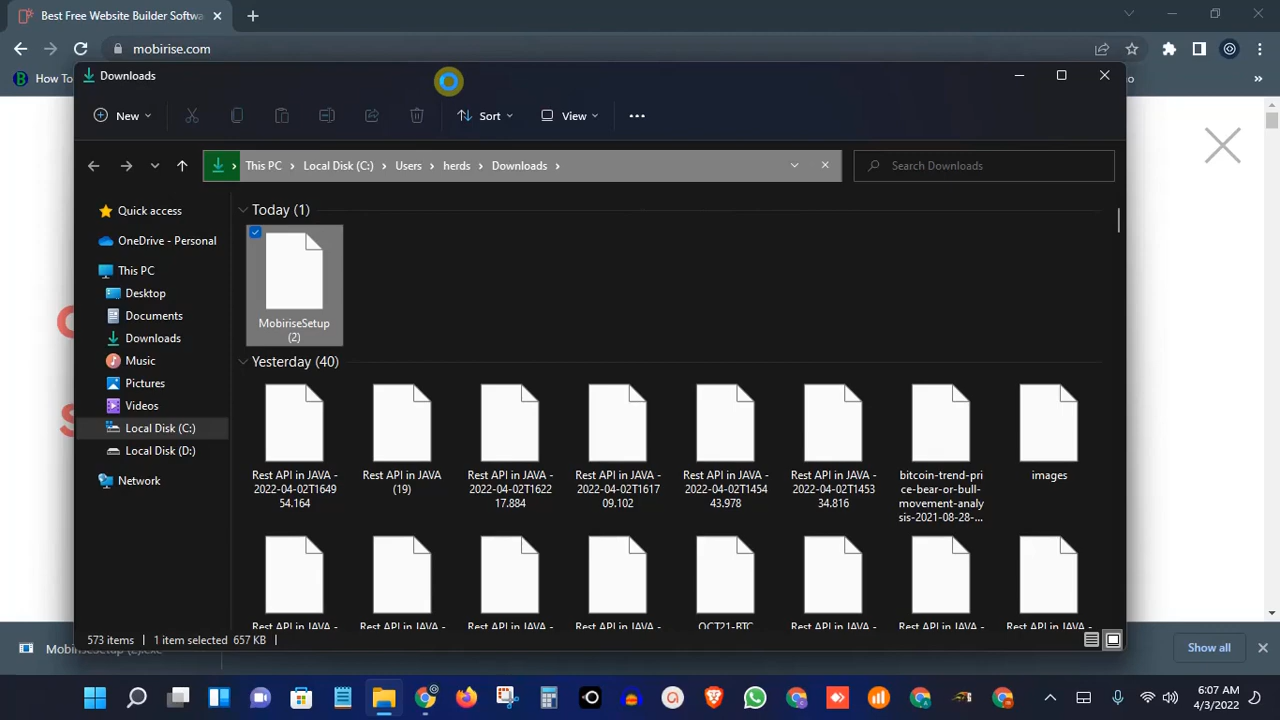 Best Free Website Builder Softwa
mobirise.com
How To
Downloads
New
Sort
View
This PC
Local Disk (C:)
Users
herds
Downloads
Search Downloads
Quick access
OneDrive - Personal
This PC
Desktop
Documents
Downloads
Music
Pictures
Videos
Local Disk (C:)
Local Disk (D:)
Network
Today (1)
MobiriseSetup
(2)
Yesterday (40)
Rest API in JAVA -
2022-04-02T1649
54.164
Rest API in JAVA
(19)
Rest API in JAVA -
2022-04-02T1622
17.884
Rest API in JAVA -
2022-04-02T1617
09.102
Rest API in JAVA -
2022-04-02T1454
43.978
Rest API in JAVA -
2022-04-02T1453
34.816
bitcoin-trend-pri
ce-bear-or-bull-
movement-analy
sis-2021-08-28-...
images
Rest API in JAVA -
Rest API in JAVA -
Rest API in JAVA -
Rest API in JAVA -
OCT21-BTC
Rest API in JAVA -
Rest API in JAVA -
Rest API in JAVA -
573 items
1 item selected 657 KB
MobiriseSetup (2).exe
Show all
6:07 AM
4/3/2022